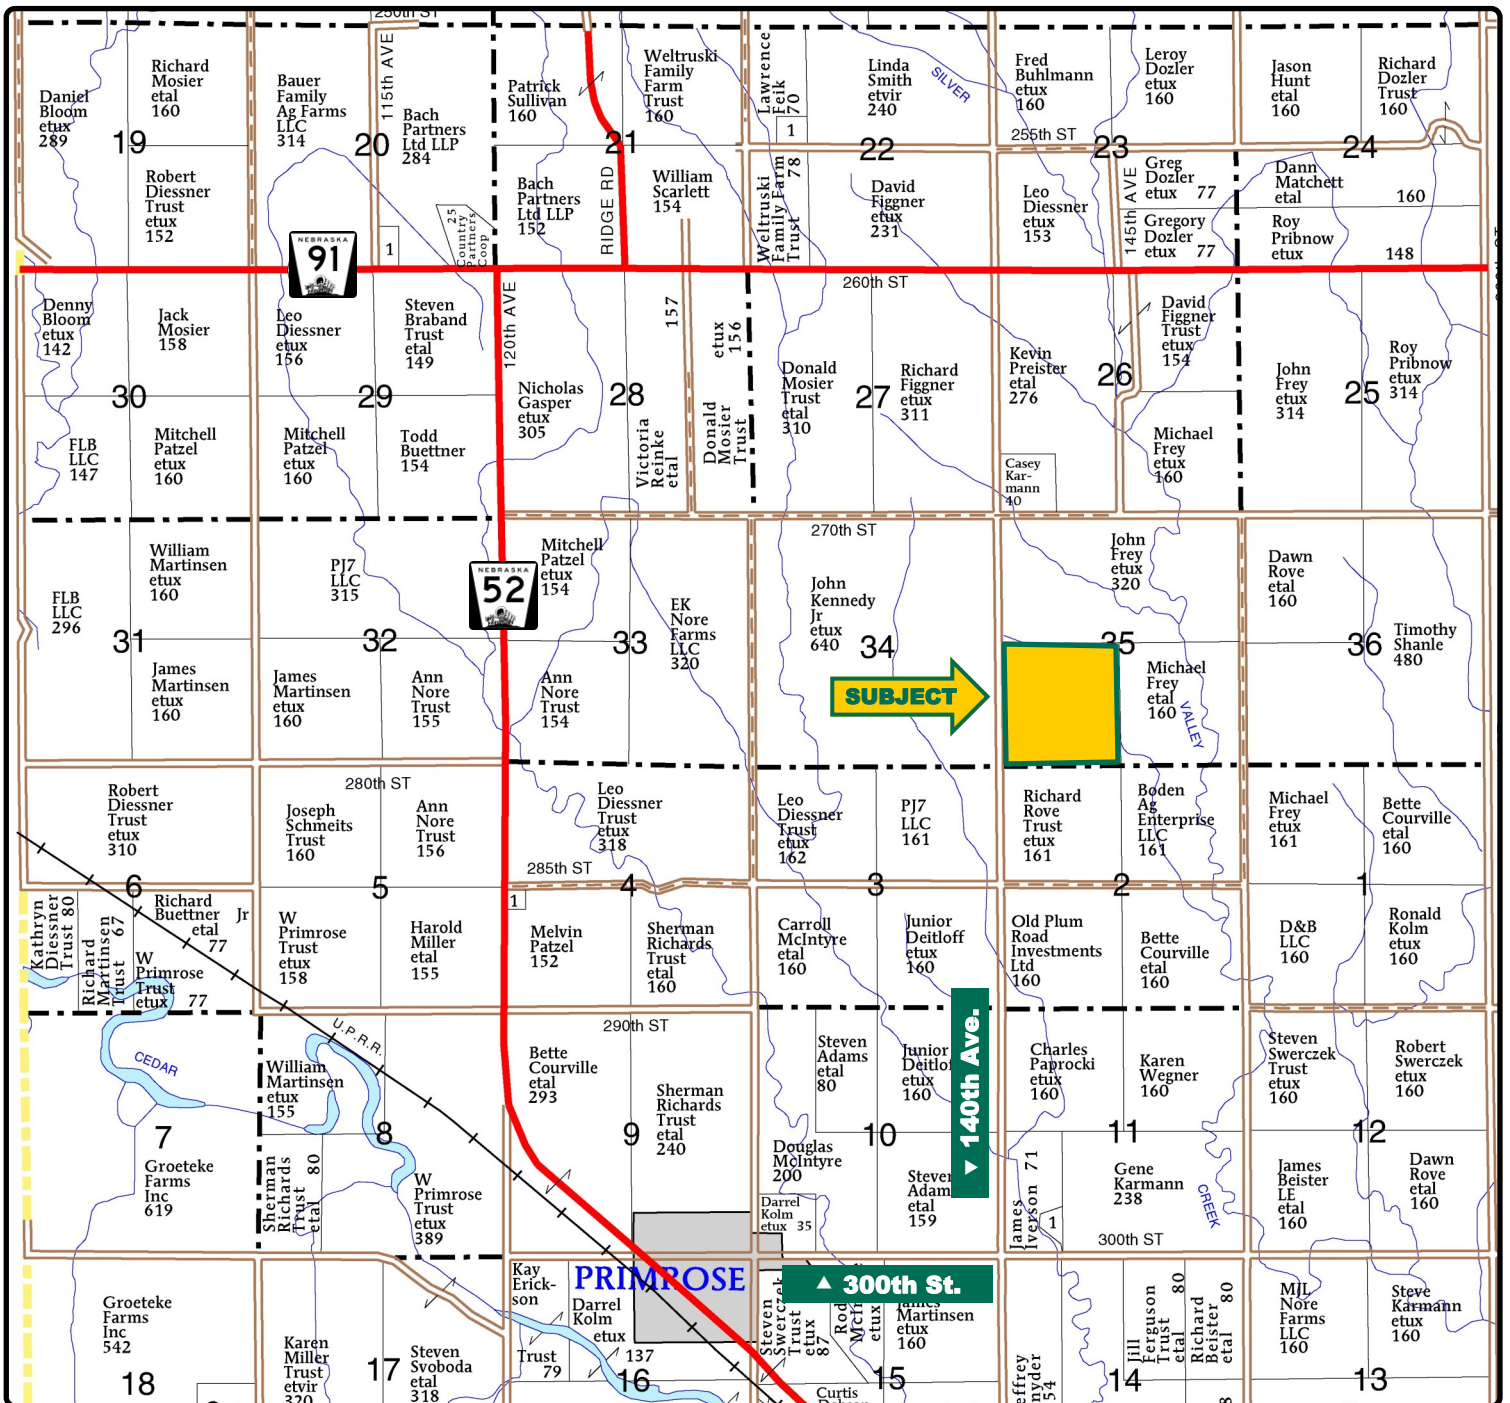 250th ST
Daniel
Bloom
etux
289
19
Richard
Mosier
etal
160
Robert
Diessner
Trust
etux
152
Bauer
Family
Ag Farms
LLC
314
115th AVE
20
Bach
Partners
Ltd LLP
284
1
25
Country
Partners
Coop
Patrick
Sullivan
160
21
Weltruski
Family
Farm
Trust
160
Bach
Partners
Ltd LLP
152
RIDGE RD
William
Scarlett
154
Lawrence
Feik
70
1
Linda
Smith
etvir
240
SILVER
22
Weltruski
Family Farm
Trust
78
David
Figgner
etux
231
Fred
Buhlmann
etux
160
Leroy
Dozler
etux
160
255th ST
23
Leo
Diessner
etux
153
145th AVE
Greg
Dozler
etux 77
Gregory
Dozler
etux 77
Jason
Hunt
etal
160
Richard
Dozler
Trust
160
24
Dann
Matchett
etal
160
Roy
Pribnow
etux
148
NEBRASKA
91
260th ST
Denny
Bloom
etux
142
Jack
Mosier
158
30
FLB
LLC
147
Mitchell
Patzel
etux
160
Leo
Diessner
etux
156
Steven
Braband
Trust
etal
149
29
Mitchell
Patzel
etux
160
Todd
Buettner
154
120th AVE
Nicholas
Gasper
etux
305
28
Victoria
Reinke
etal
157
Donald
Mosier
Trust
etux
156
Donald
Mosier
Trust
etal
310
27
Richard
Figgner
etux
311
Kevin
Preister
etal
276
26
David
Figgner
Trust
etux
154
Casey
Kar-
mann
40
Michael
Frey
etux
160
John
Frey
etux
314
25
Roy
Pribnow
etux
314
270th ST
FLB
LLC
296
William
Martinsen
etux
160
31
James
Martinsen
etux
160
PJ7
LLC
315
32
James
Martinsen
etux
160
Ann
Nore
Trust
155
NEBRASKA
52
Mitchell
Patzel
etux
154
33
Ann
Nore
Trust
154
EK
Nore
Farms
LLC
320
John
Kennedy
Jr
etux
640
34
SUBJECT
John
Frey
etux
320
35
Michael
Frey
etal
160
VALLEY
Dawn
Rove
etal
160
36
Timothy
Shanle
480
280th ST
Robert
Diessner
Trust
etux
310
6
Joseph
Schmeits
Trust
160
Ann
Nore
Trust
156
5
Leo
Diessner
Trust
etux
318
285th ST
4
1
Leo
Diessner
Trust
etux
162
PJ7
LLC
161
3
Richard
Rove
Trust
etux
161
Boden
Ag
Enterprise
LLC
161
2
Michael
Frey
etux
161
Bette
Courville
etal
160
1
Kathryn
Diessner
Trust 80
Richard
Martinsen
Trust 67
Richard
Buettner Jr
etal
77
W
Primrose
Trust
etux 77
W
Primrose
Trust
etux
158
Harold
Miller
etal
155
Melvin
Patzel
152
Sherman
Richards
Trust
etal
160
Carroll
McIntyre
etal
160
Junior
Deitloff
etux
160
Old Plum
Road
Investments
Ltd
160
Bette
Courville
etal
160
D&B
LLC
160
Ronald
Kolm
etux
160
290th ST
U.P.R.R.
CEDAR
7
Groeteke
Farms
Inc
619
William
Martinsen
etux
155
8
Sherman
Richards
Trust
etal 80
W
Primrose
Trust
etux
389
Bette
Courville
etal
293
9
Sherman
Richards
Trust
etal
240
Steven
Adams
etal
80
Junior
etux
160
10
Douglas
McIntyre
200
Darrel
Kolm
etux 35
159
▼ 140th Ave.
Charles
Paprocki
etux
160
Karen
Wegner
160
11
James
Iverson 71
1
Gene
Karmann
238
CREEK
300th ST
Steven
Swerczek
Trust
etux
160
Robert
Swerczek
etux
160
12
James
Beister
LE
etal
160
Dawn
Rove
etal
160
Groeteke
Farms
Inc
542
18
Karen
Miller
Trust
etvir
320
17
Steven
Svoboda
etal
318
Kay
Erick-
son
PRIMROSE
Darrel
Kolm
etux
137
Trust
79
16
▲ 300th St.
Steven
Swerczek
Trust
etux
87
etux
Martinsen
etux
160
15
Curtis
54
14
Jill
Ferguson
Trust
etal 80
Richard
Beister
etal 80
MJL
Nore
Farms
LLC
160
Steve
Karmann
etux
160
13